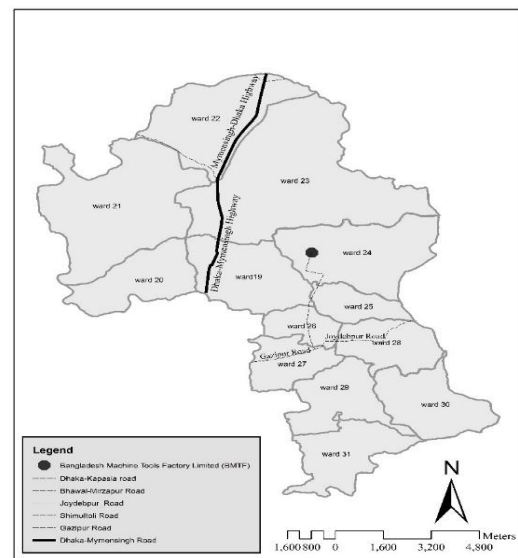 ward 22
Mymensingh-Dhaka Highway
ward 23
ward 21
Dhaka-Mymensingh Highway
ward 24
ward 20
ward19
ward 25
ward 26
Joydebpur Road
ward 28
Gazipur Road
ward 27
ward 29
ward 30
ward 31
Legend
Bangladesh Machine Tools Factory Limited (BMTF)
Dhaka-Kapasia road
Bhawal-Mirzapur Road
Joydebpur Road
Shimultoli Road
Gazipur Road
Dhaka-Mymensingh Road
N
Meters
1,600 800 0 1,600 3,200 4,800